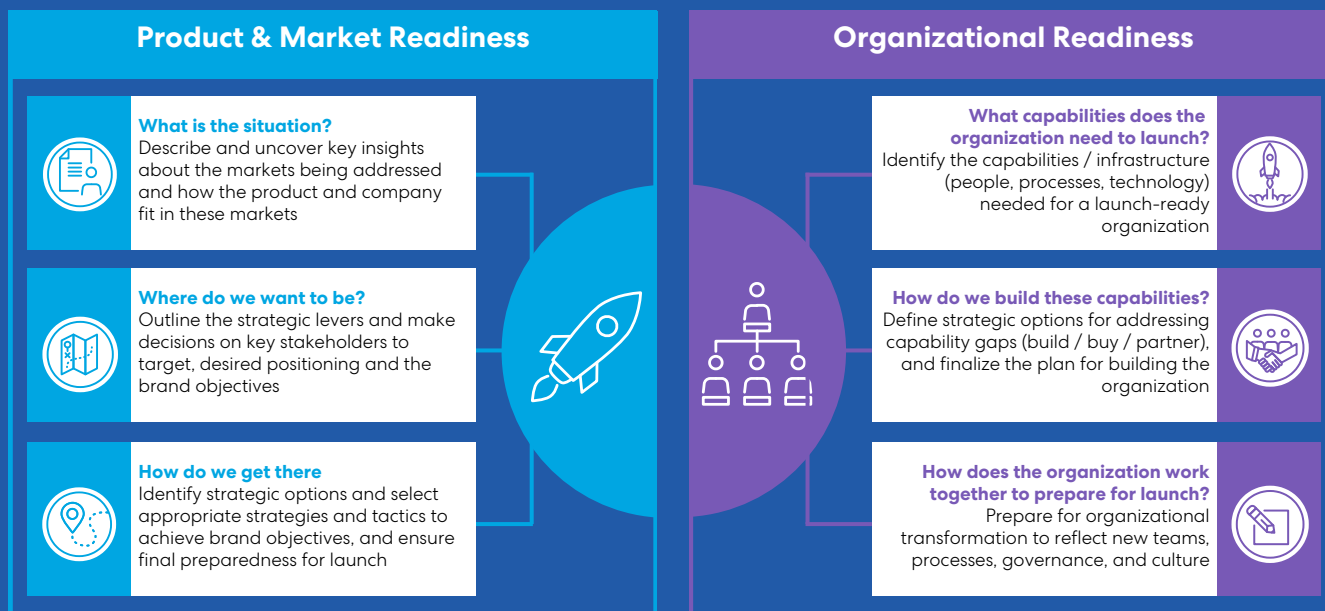 Product & Market Readiness
What is the situation?
Describe and uncover key insights
about the markets being addressed
and how the product and company
fit in these markets
Where do we want to be?
Outline the strategic levers and make
decisions on key stakeholders to
target, desired positioning and the
brand objectives
How do we get there
Identify strategic options and select
appropriate strategies and tactics to
achieve brand objectives, and ensure
final preparedness for launch
Organizational Readiness
What capabilities does the
organization need to launch?
Identify the capabilities / infrastructure
(people, processes, technology)
needed for a launch-ready
organization
How do we build these capabilities?
Define strategic options for addressing
capability gaps (build / buy / partner),
and finalize the plan for building the
organization
How does the organization work
together to prepare for launch?
Prepare for organizational
transformation to reflect new teams,
processes, governance, and culture